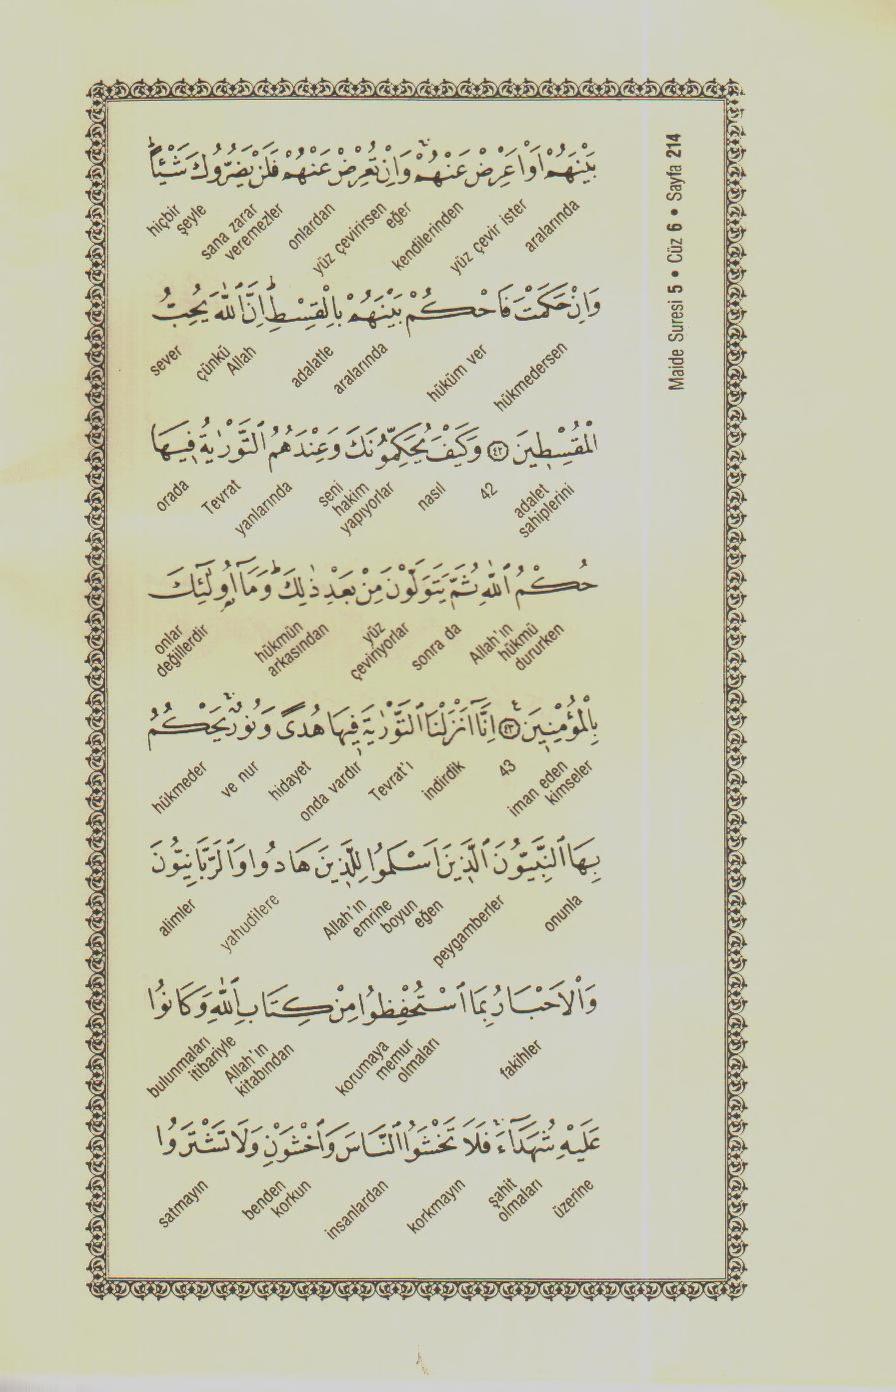 Maide Suresi 5 • Cüz 6 • Sayfa 214
بَيْنَهُمْ اَوْ اَعْرِضْ عَنْهُمْۚ وَاِنْ تُعْرِضْ عَنْهُمْ فَلَنْ يَضُرُّوكَ شَيْـًٔاۜ
aralarında yüz çevir ister kendilerinden eğer yüz çevirirsen onlardan sana zarar veremezler hiçbir şeyle
وَاِنْ حَكَمْتَ فَاحْكُمْ بَيْنَهُمْ بِالْقِسْطِۜ اِنَّ اللّٰهَ يُحِبُّ
hükmedersen hüküm ver aralarında adalatle çünkü Allah sever
الْمُقْسِط۪ينَ ﴿٤٢﴾ وَكَيْفَ يُحَكِّمُونَكَ وَعِنْدَهُمُ التَّوْرٰيةُ ف۪يهَا
adalet sahiplerini 42 nasıl seni hakim yapıyorlar yanlarında Tevrat orada
حُكْمُ اللّٰهِ ثُمَّ يَتَوَلَّوْنَ مِنْ بَعْدِ ذٰلِكَۜ وَمَٓا اُو۬لٰٓئِكَ
Allah'ın hükmü dururken sonra da yüz çeviriyorlar hükmün arkasından onlar değillerdir
بِالْمُؤْمِن۪ينَ۟ ﴿٤٣﴾ اِنَّٓا اَنْزَلْنَا التَّوْرٰيةَ ف۪يهَا هُدًى وَنُورٌۚ يَحْكُمُ
iman eden kimseler 43 indirdik Tevrat'ı onda vardır hidayet ve nur hükmeder
بِهَا النَّبِيُّونَ الَّذ۪ينَ اَسْلَمُوا لِلَّذ۪ينَ هَادُوا وَالرَّبَّانِيُّونَ
onunla peygamberler Allah'ın emrine boyun eğen yahudilere alimler
وَالْاَحْبَارُ بِمَا اسْتُحْفِظُوا مِنْ كِتَابِ اللّٰهِ وَكَانُوا
fakihler korumaya memur olmaları Allah'ın kitabından bulunmaları itibariyle
عَلَيْهِ شُهَدَٓاءَۚ فَلَا تَخْشَوُا النَّاسَ وَاخْشَوْنِ وَلَا تَشْتَرُوا
üzerine şahit olmaları korkmayın insanlardan benden korkun satmayın